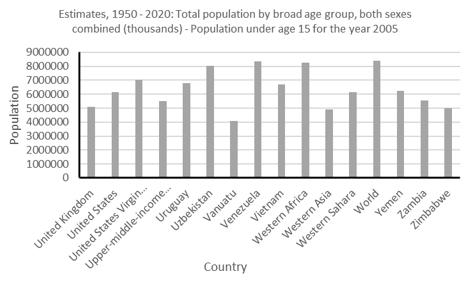 Estimates, 1950 - 2020: Total population by broad age group, both sexes
combined (thousands) - Population under age 15 for the year 2005
9000000
8000000
7000000
6000000
5000000
4000000
3000000
2000000
1000000
0
Population
United Kingdom
United States
United States Virgin…
Upper-middle-income…
Uruguay
Uzbekistan
Vanuatu
Venezuela
Vietnam
Western Africa
Western Asia
Western Sahara
World
Yemen
Zambia
Zimbabwe
Country